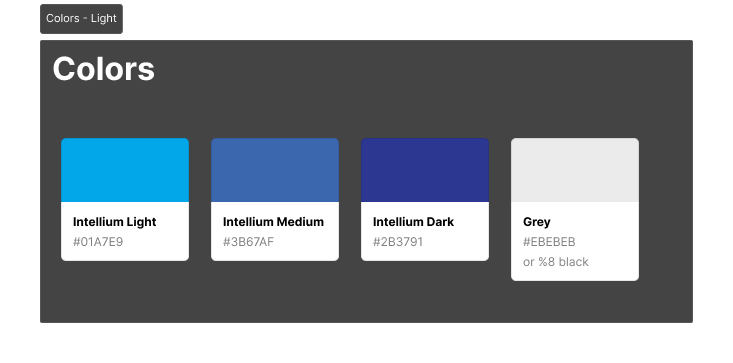 Colors - Light
Colors
Intellium Light
#01A7E9
Intellium Medium
#3B67AF
Intellium Dark
#2B3791
Grey
#EBEBEB
or %8 black